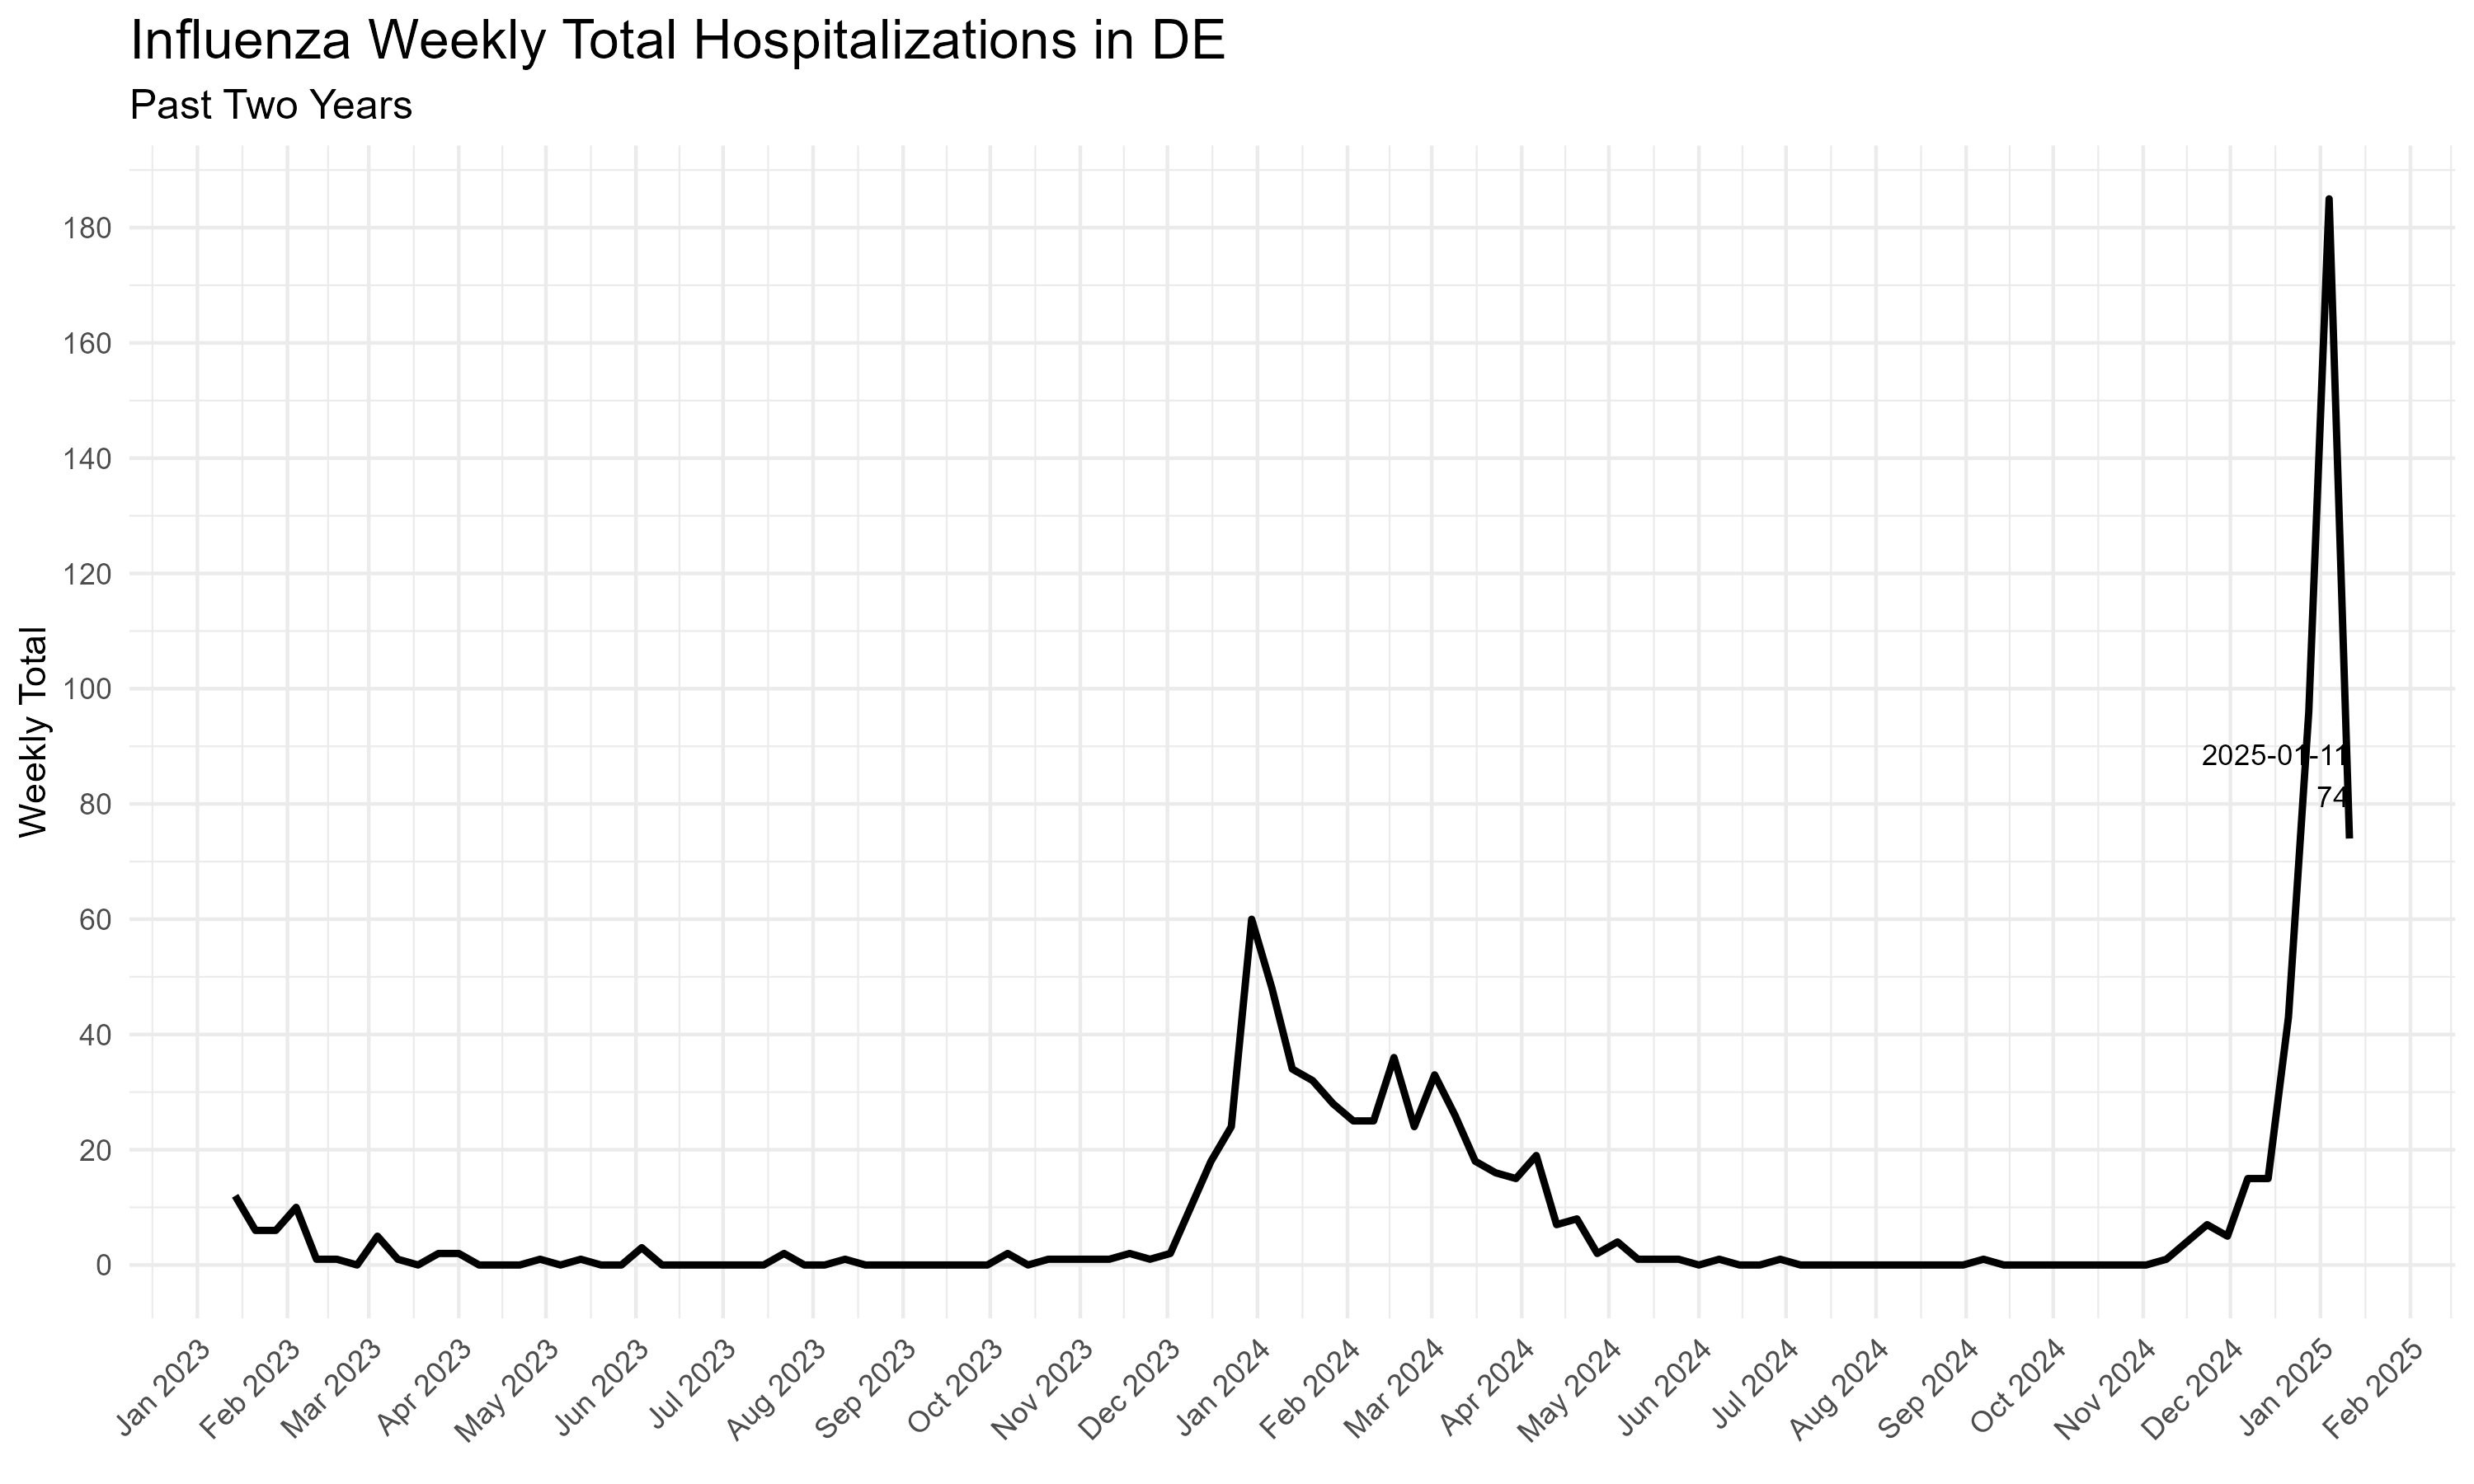 Influenza Weekly Total Hospitalizations in DE
Past Two Years
Weekly Total
180
160
140
120
100
80
60
40
20
0
2025-01-11
74
Jan 2023
Feb 2023
Mar 2023
Apr 2023
May 2023
Jun 2023
Jul 2023
Aug 2023
Sep 2023
Oct 2023
Nov 2023
Dec 2023
Jan 2024
Feb 2024
Mar 2024
Apr 2024
May 2024
Jun 2024
Jul 2024
Aug 2024
Sep 2024
Oct 2024
Nov 2024
Dec 2024
Jan 2025
Feb 2025